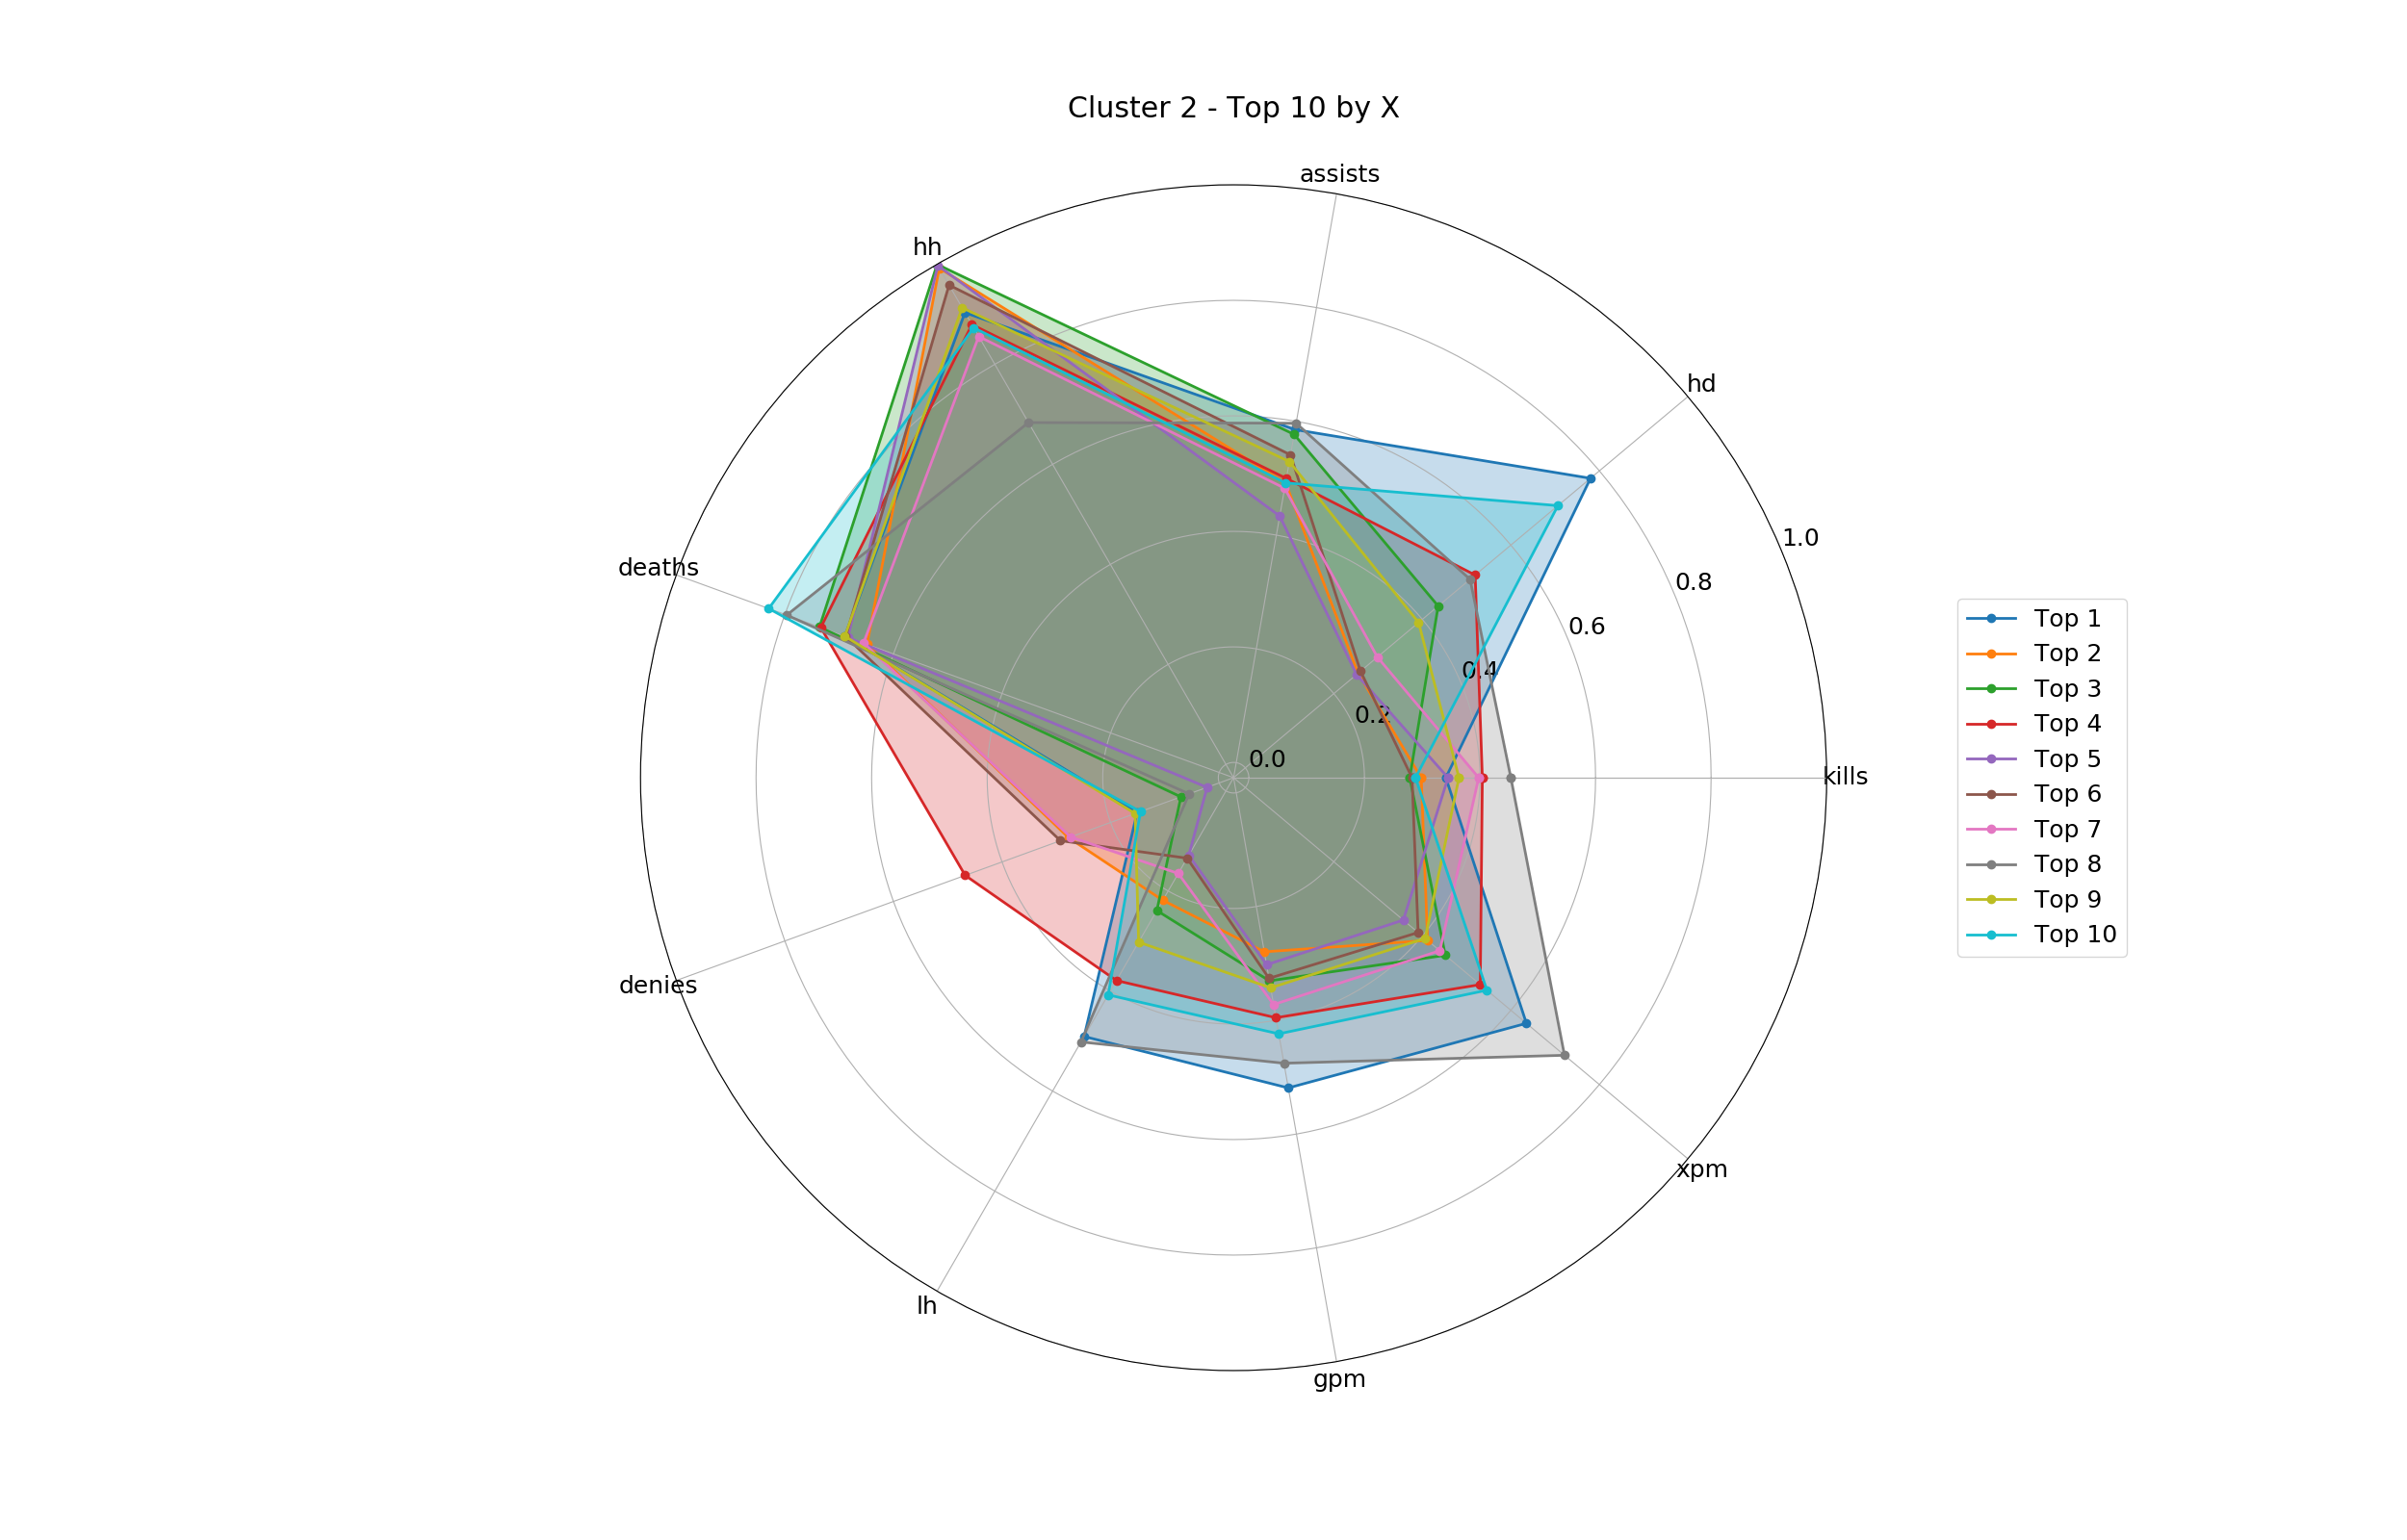 Cluster 2 - Top 10 by X
assists
hh
hd
1.0
deaths
0.8
0.6
0.4
0.2
0.0
kills
denies
xpm
lh
gpm
Top 1
Top 2
Top 3
Top 4
Top 5
Top 6
Top 7
Top 8
Top 9
Top 10